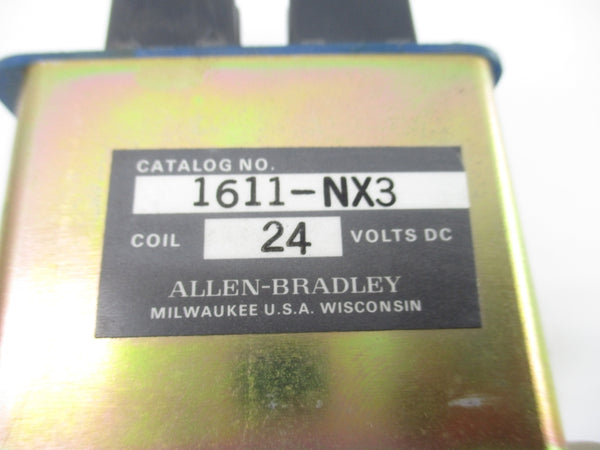 CATALOG NO.
1611-NX3
COIL 24 VOLTS DC
ALLEN-BRADLEY
MILWAUKEE U.S.A. WISCONSIN